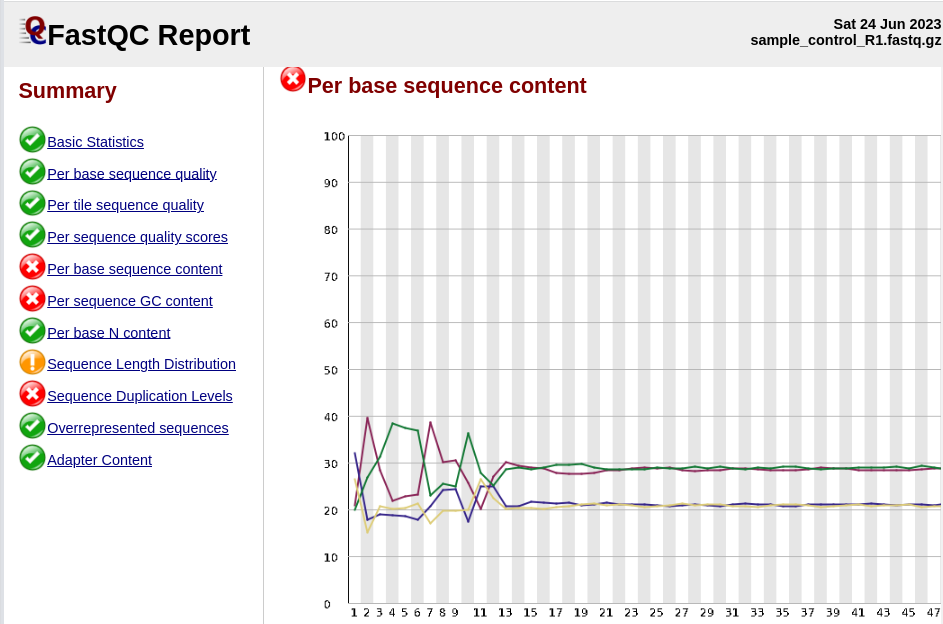 FastQC Report
Sat 24 Jun 2023
sample_control_R1.fastq.gz
Summary
Basic Statistics
Per base sequence quality
Per tile sequence quality
Per sequence quality scores
Per base sequence content
Per sequence GC content
Per base N content
Sequence Length Distribution
Sequence Duplication Levels
Overrepresented sequences
Adapter Content
Per base sequence content
100
90
80
70
60
50
40
30
20
10
0
1 2 3 4 5 6 7 8 9 11 13 15 17 19 21 23 25 27 29 31 33 35 37 39 41 43 45 47